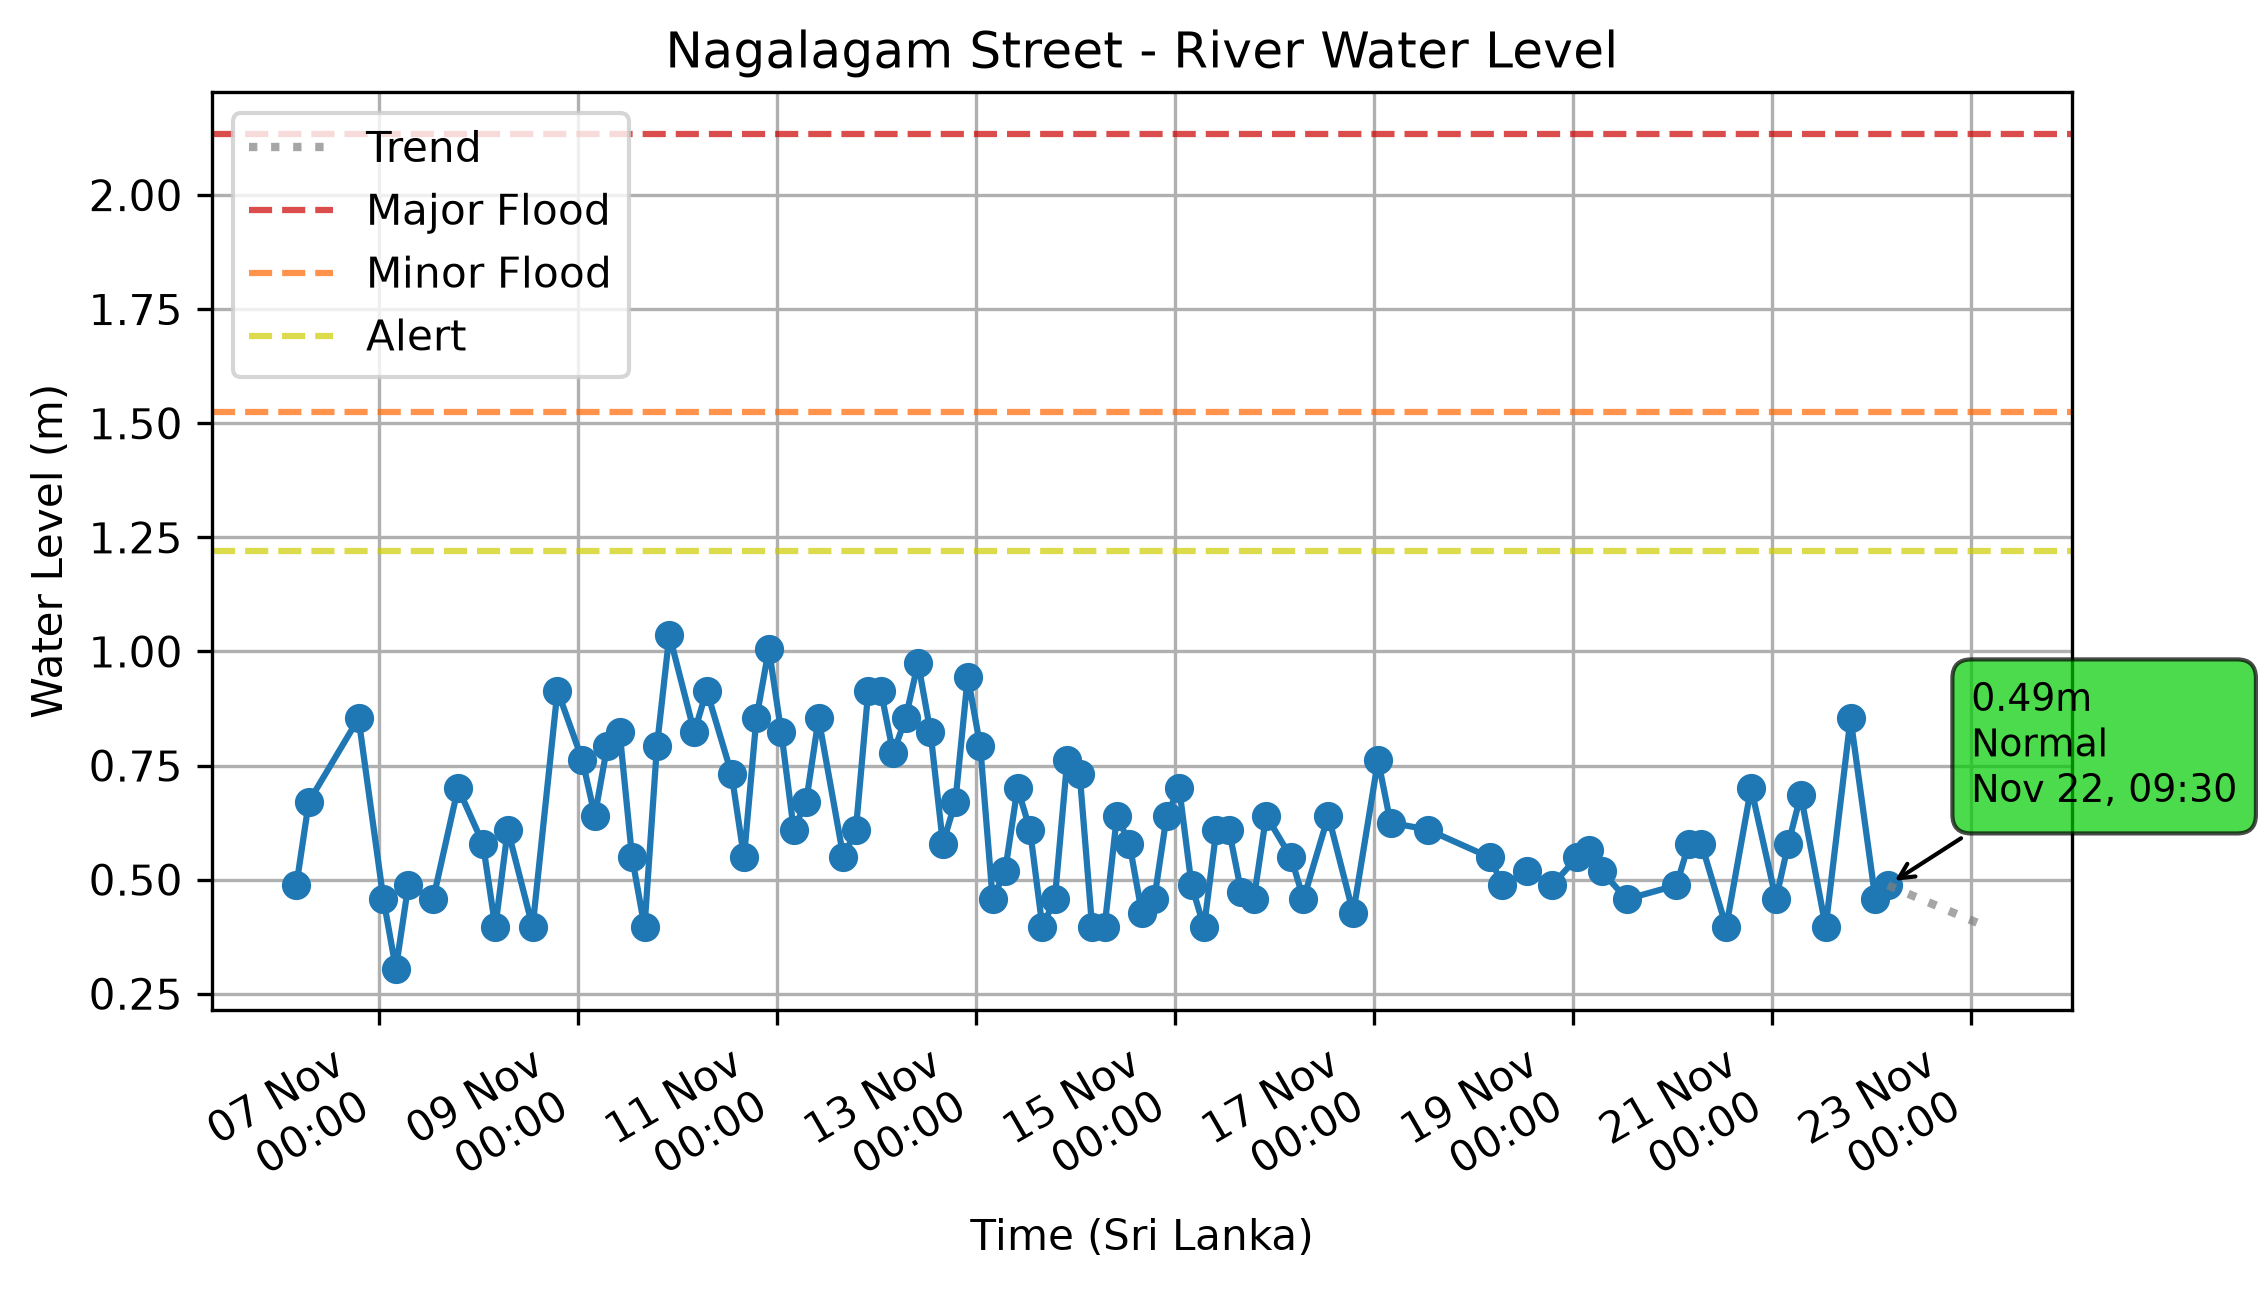 Nagalagam Street - River Water Level
Trend
Major Flood
Minor Flood
Alert
Water Level (m)
2.00
1.75
1.50
1.25
1.00
0.75
0.50
0.25
0.49m
Normal
Nov 22, 09:30
07 Nov
00:00
09 Nov
00:00
11 Nov
00:00
13 Nov
00:00
15 Nov
00:00
17 Nov
00:00
19 Nov
00:00
21 Nov
00:00
23 Nov
00:00
Time (Sri Lanka)